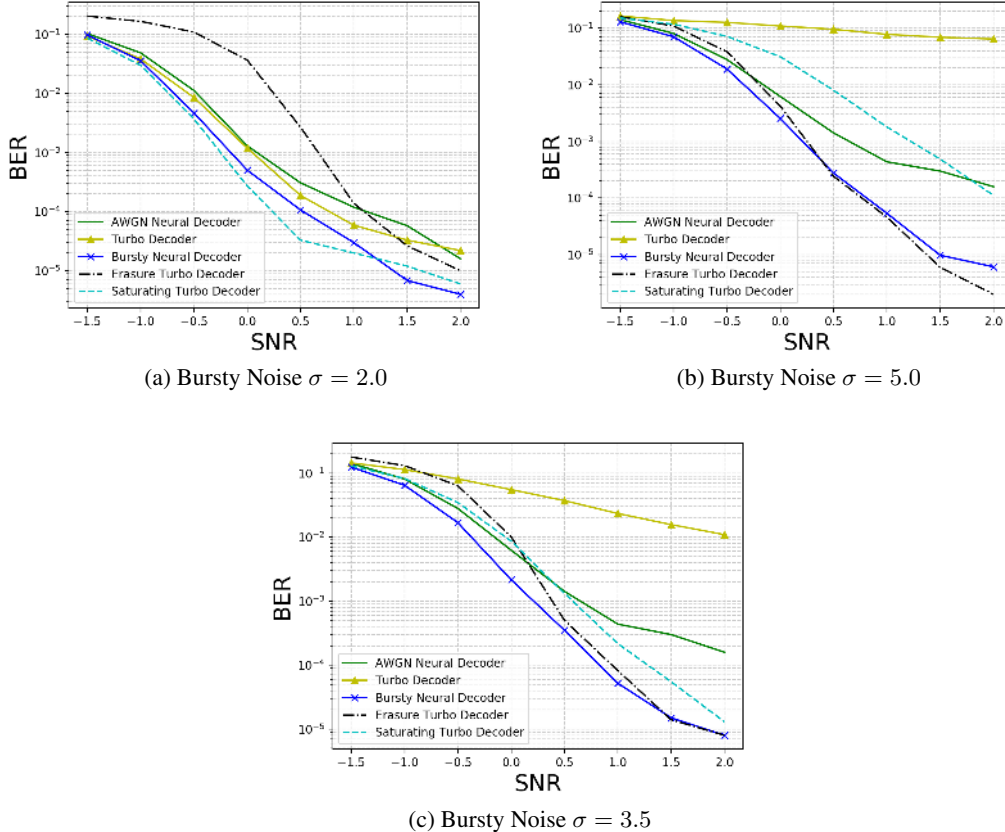 10⁻¹
10⁻²
10⁻³
10⁻⁴
10⁻⁵
BER
AWGN Neural Decoder
Turbo Decoder
Bursty Neural Decoder
Erasure Turbo Decoder
Saturating Turbo Decoder
−1.5 −1.0 −0.5 0.0 0.5 1.0 1.5 2.0
SNR
(a) Bursty Noise σ = 2.0
10⁻¹
10⁻²
10⁻³
10⁻⁴
10⁻⁵
BER
AWGN Neural Decoder
Turbo Decoder
Bursty Neural Decoder
Erasure Turbo Decoder
Saturating Turbo Decoder
−1.5 −1.0 −0.5 0.0 0.5 1.0 1.5 2.0
SNR
(b) Bursty Noise σ = 5.0
10⁻¹
10⁻²
10⁻³
10⁻⁴
10⁻⁵
BER
AWGN Neural Decoder
Turbo Decoder
Bursty Neural Decoder
Erasure Turbo Decoder
Saturating Turbo Decoder
−1.5 −1.0 −0.5 0.0 0.5 1.0 1.5 2.0
SNR
(c) Bursty Noise σ = 3.5